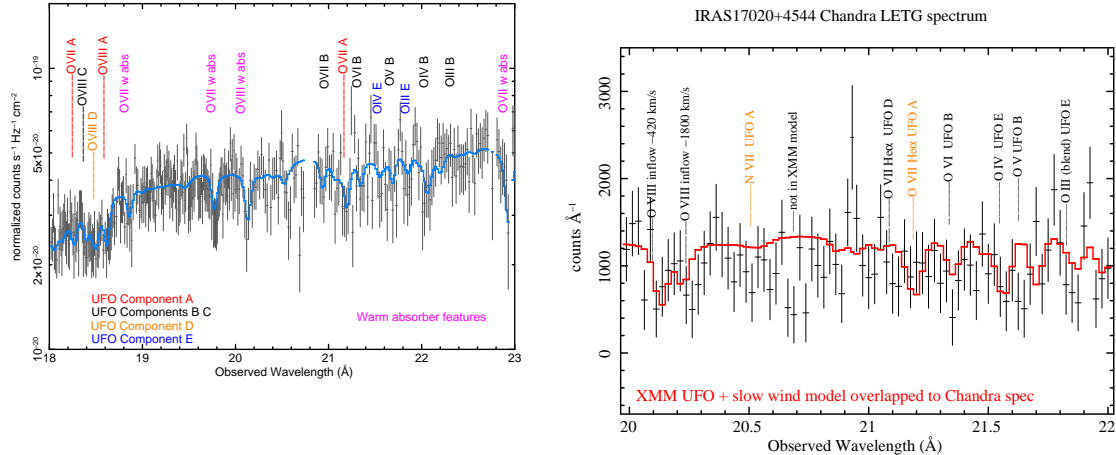 OVII A
OVIII C
OVIII D
OVIII A
OVII w abs
OVII w abs
OVIII w abs
OVII B
OVII A
OVI B
OIV E
OV B
OIII E
OIV B
OIII B
OVII w abs
normalized counts s⁻¹ Hz⁻¹ cm⁻²
10⁻¹⁹
5×10⁻²⁰
2×10⁻²⁰
10⁻²⁰
UFO Component A
UFO Components B C
UFO Component D
UFO Component E
Warm absorber features
18 19 20 21 22 23
Observed Wavelength (Å)
IRAS17020+4544 Chandra LETG spectrum
counts Å⁻¹
3000
2000
1000
0
O VIII inflow −420 km/s
O VIII inflow −1800 km/s
N VII UFO A
not in XMM model
O VII Heα UFO D
O VII Heα UFO A
O VI UFO B
O IV UFO E
O V UFO B
O III (blend) UFO E
XMM UFO + slow wind model overlapped to Chandra spec
20 20.5 21 21.5 22
Observed Wavelength (Å)